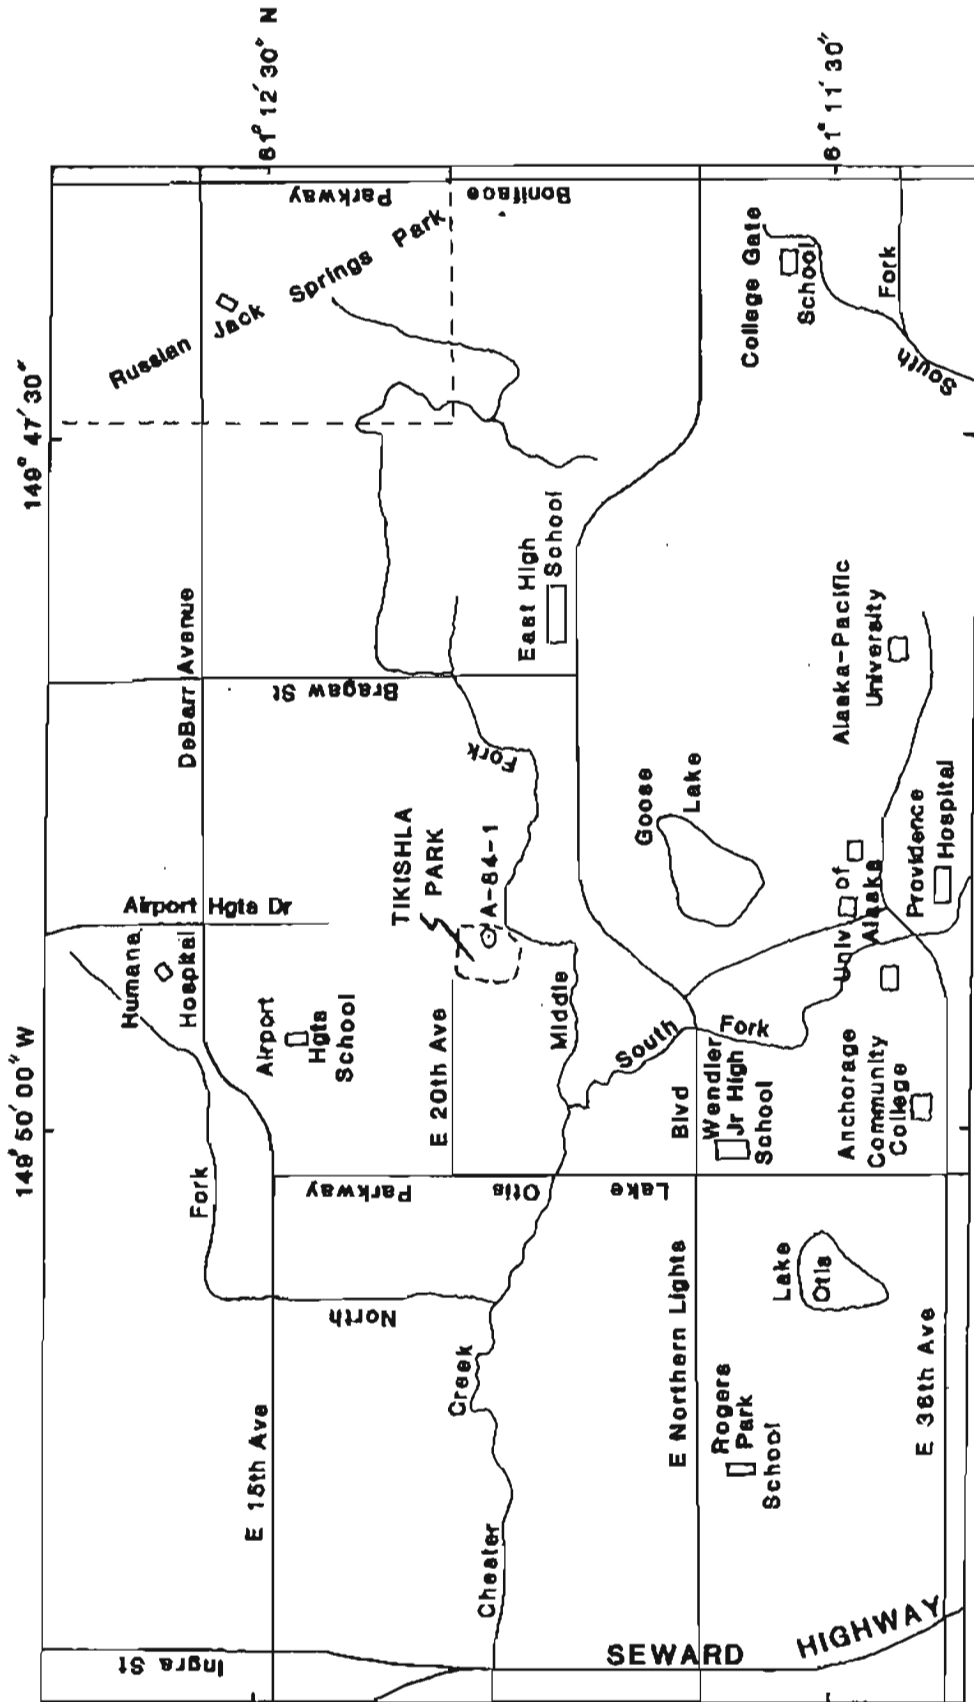 149° 50′ 00″ W
149° 47′ 30″
61° 12′ 30″ N
61° 11′ 30″
Ingra St
E 15th Ave
North
Fork
Humana
Hospital
Airport Hgts Dr
DeBarr Avenue
Russian Jack Springs Park
Boniface Parkway
Airport
Hgts
School
Lake Otis Parkway
E 20th Ave
TIKISHLA
PARK
A-84-1
Bragaw St
East High
School
Chester
Creek
Middle
Fork
South
Fork
Goose
Lake
SEWARD
HIGHWAY
E Northern Lights
Blvd
Rogers
Park
School
Wendler
Jr High
School
Lake
Otis
Anchorage
Community
College
Univ of
Alaska
Providence
Hospital
Alaska-Pacific
University
College Gate
School
South
Fork
E 36th Ave